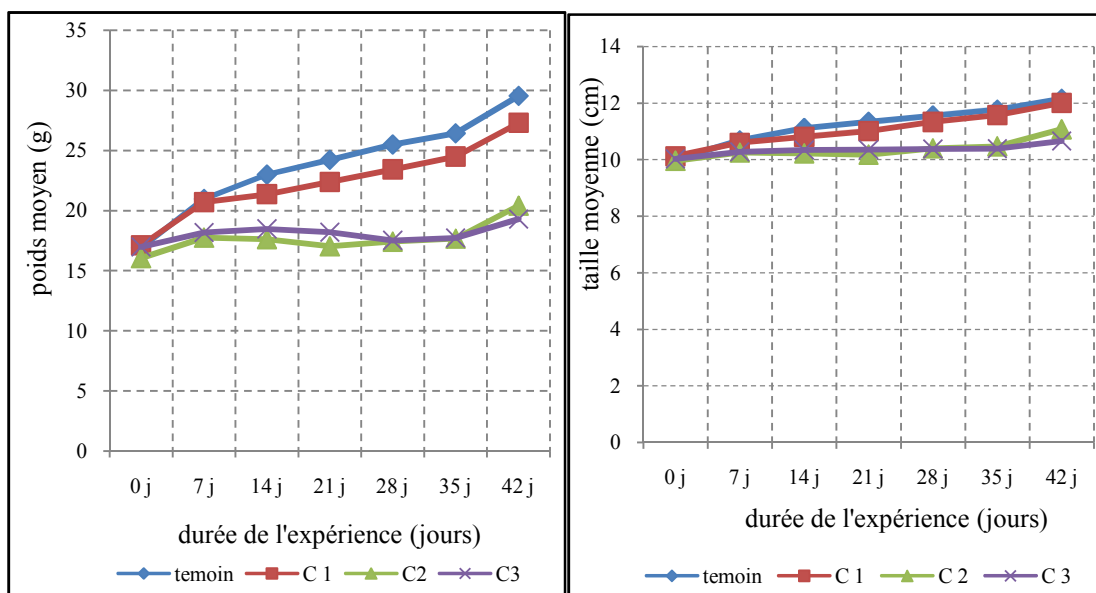 poids moyen (g)
35
30
25
20
15
10
5
0
0 j 7 j 14 j 21 j 28 j 35 j 42 j
durée de l'expérience (jours)
temoin C 1 C2 C3
taille moyenne (cm)
14
12
10
8
6
4
2
0
0 j 7 j 14 j 21 j 28 j 35 j 42 j
durée de l'expérience (jours)
temoin C 1 C 2 C 3